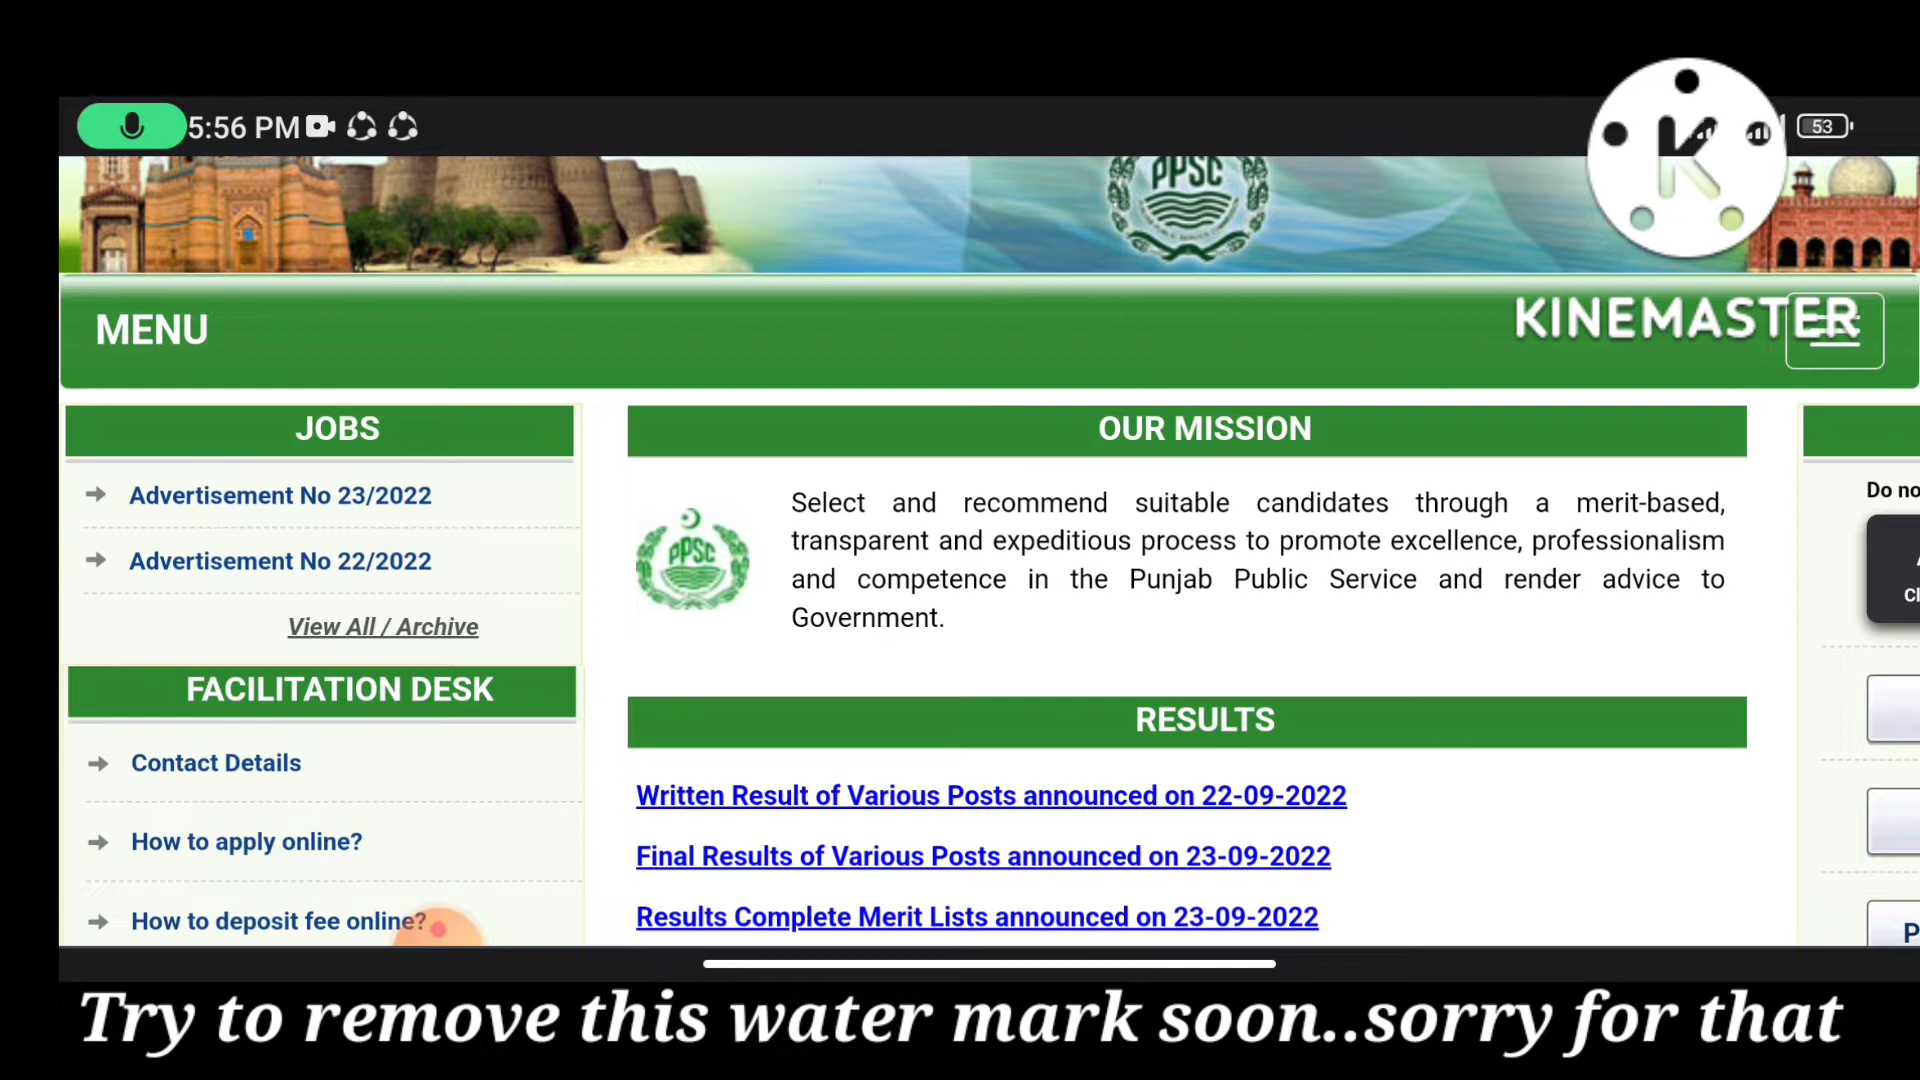 5:56 PM
53
PPSC
K
KINEMASTER
MENU
JOBS
Advertisement No 23/2022
Advertisement No 22/2022
View All / Archive
FACILITATION DESK
Contact Details
How to apply online?
How to deposit fee online?
OUR MISSION
PPSC
Select and recommend suitable candidates through a merit-based,
transparent and expeditious process to promote excellence, professionalism
and competence in the Punjab Public Service and render advice to
Government.
RESULTS
Written Result of Various Posts announced on 22-09-2022
Final Results of Various Posts announced on 23-09-2022
Results Complete Merit Lists announced on 23-09-2022
Do no
P
Try to remove this water mark soon..sorry for that